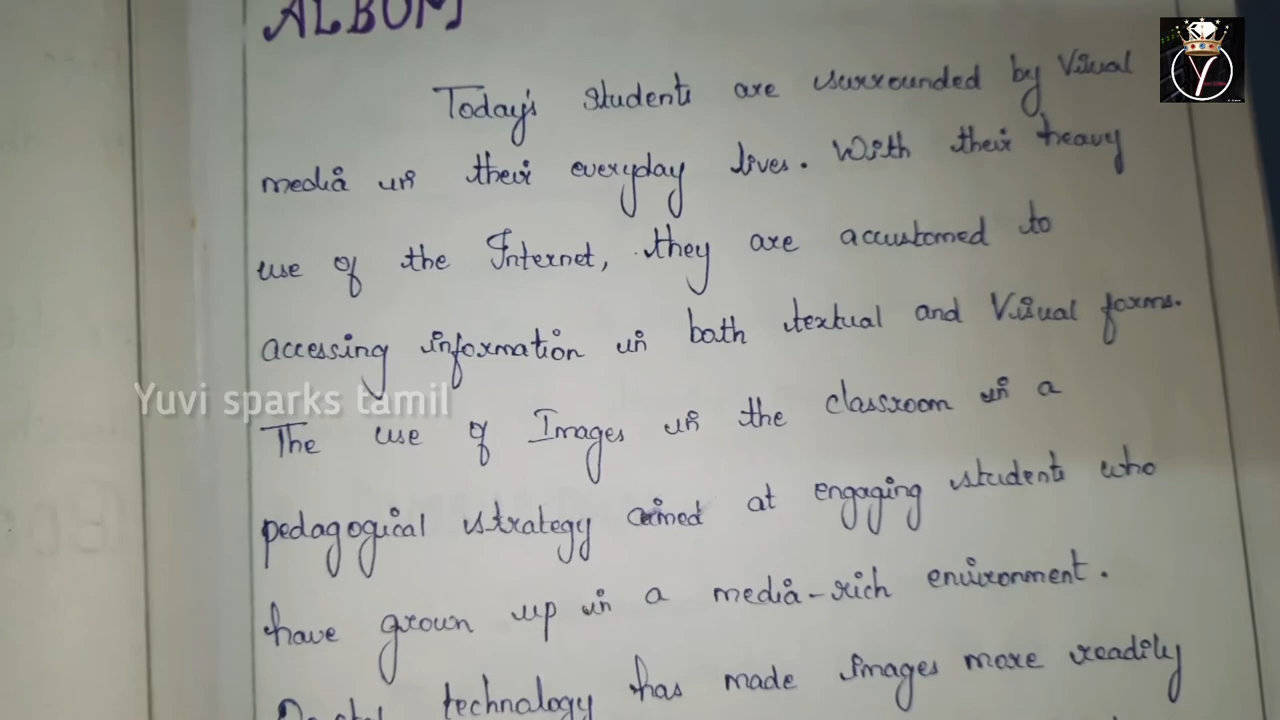 ALBUM
Today's students are surrounded by Visual
media in their everyday lives. With their heavy
use of the Internet, they are accustomed to
accessing information in both textual and Visual forms.
Yuvi sparks tamil
The use of Images in the classroom in a
pedagogical strategy aimed at engaging students who
have grown up in a media-rich environment.
technology has made images more readily